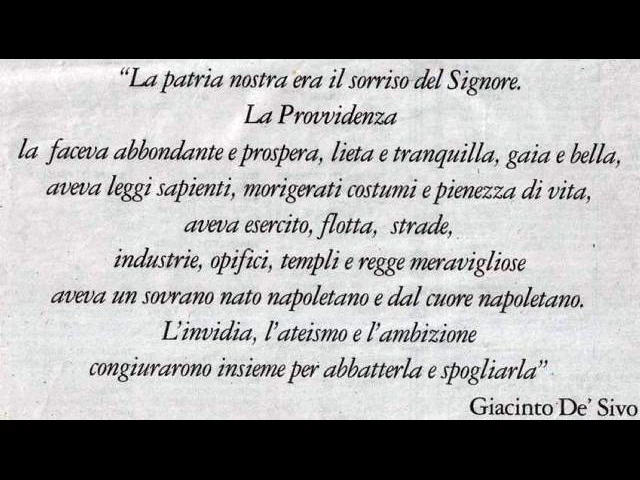 “La patria nostra era il sorriso del Signore.
La Provvidenza
la faceva abbondante e prospera, lieta e tranquilla, gaia e bella,
aveva leggi sapienti, morigerati costumi e pienezza di vita,
aveva esercito, flotta, strade,
industrie, opifici, templi e regge meravigliose
aveva un sovrano nato napoletano e dal cuore napoletano.
L’invidia, l’ateismo e l’ambizione
congiurarono insieme per abbatterla e spogliarla”
Giacinto De’ Sivo